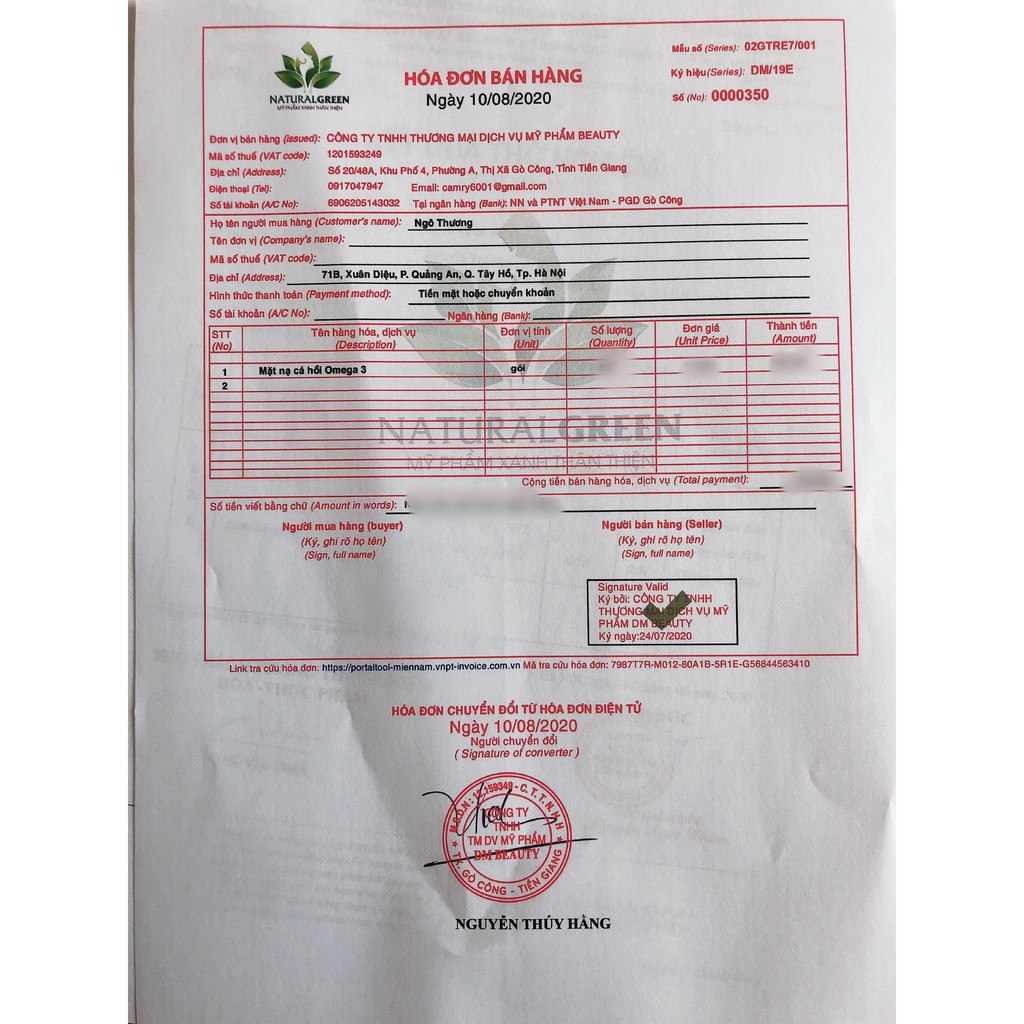 Mẫu số (Series): 02GTRE7/001
NATURALGREEN
MỸ PHẨM XANH THÂN THIỆN
HÓA ĐƠN BÁN HÀNG
Ký hiệu(Series): DM/19E
Ngày 10/08/2020
Số (No): 0000350
Đơn vị bán hàng (issued): CÔNG TY TNHH THƯƠNG MẠI DỊCH VỤ MỸ PHẨM BEAUTY
Mã số thuế (VAT code): 1201593249
Địa chỉ (Address): Số 20/48A, Khu Phố 4, Phường A, Thị Xã Gò Công, Tỉnh Tiền Giang
Điện thoại (Tel): 0917047947 Email: camry6001@gmail.com
Số tài khoản (A/C No): 6906205143032 Tại ngân hàng (Bank): NN và PTNT Việt Nam - PGD Gò Công
Họ tên người mua hàng (Customer's name): Ngô Thương
Tên đơn vị (Company's name):
Mã số thuế (VAT code):
Địa chỉ (Address): 71B, Xuân Diệu, P. Quảng An, Q. Tây Hồ, Tp. Hà Nội
Hình thức thanh toán (Payment method): Tiền mặt hoặc chuyển khoản
Số tài khoản (A/C No): Ngân hàng (Bank):
STT Tên hàng hóa, dịch vụ Đơn vị tính Số lượng Đơn giá Thành tiền
(No) (Description) (Unit) (Quantity) (Unit Price) (Amount)
1 Mặt nạ cá hồi Omega 3 gói
2
NATURALGREEN
MỸ PHẨM XANH THÂN THIỆN
Cộng tiền bán hàng hóa, dịch vụ (Total payment):
Số tiền viết bằng chữ (Amount in words):
Người mua hàng (buyer) Người bán hàng (Seller)
(Ký, ghi rõ họ tên) (Ký, ghi rõ họ tên)
(Sign, full name) (Sign, full name)
Signature Valid
Ký bởi: CÔNG TY TNHH
THƯƠNG MẠI DỊCH VỤ MỸ
PHẨM DM BEAUTY
Ký ngày:24/07/2020
Link tra cứu hóa đơn: https://portaltool-miennam.vnpt-invoice.com.vn Mã tra cứu hóa đơn: 7987T7R-M012-80A1B-5R1E-G56844563410
HÓA ĐƠN CHUYỂN ĐỔI TỪ HÓA ĐƠN ĐIỆN TỬ
Ngày 10/08/2020
Người chuyển đổi
( Signature of converter )
M.S.D.N: 12.159349 - C.T.T.N.H.H
CÔNG TY
TNHH
TM DV MỸ PHẨM
DM BEAUTY
TX. GÒ CÔNG - TIỀN GIANG
NGUYỄN THÚY HẰNG